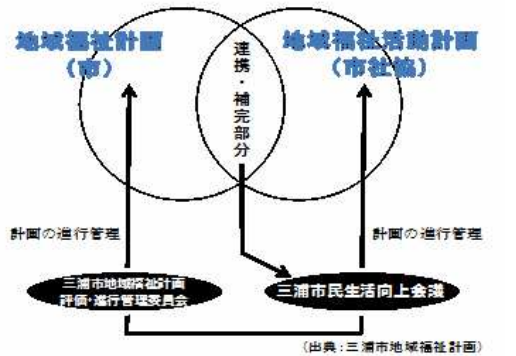 地域福祉計画
(市)
地域福祉活動計画
(市社協)
連携・補完部分
計画の進行管理
計画の進行管理
三浦市地域福祉計画
評価・進行管理委員会
三浦市民生活向上会議
(出典:三浦市地域福祉計画)